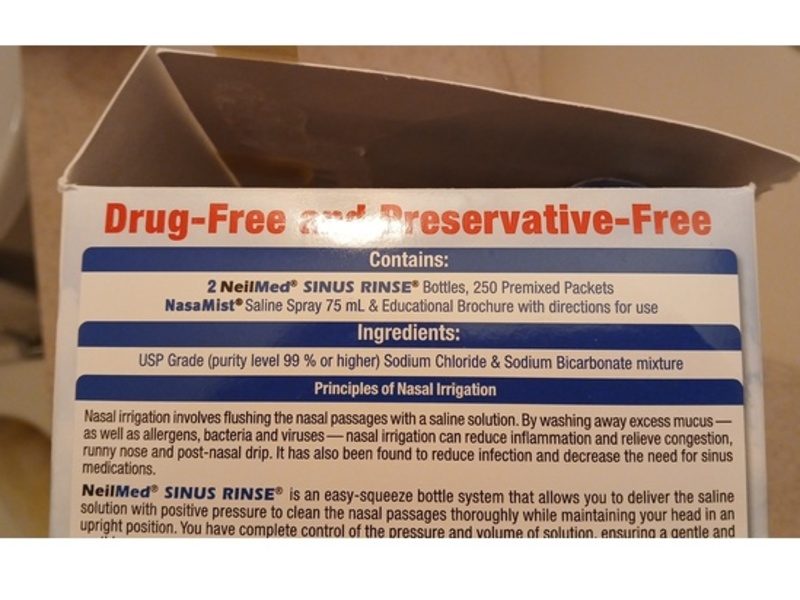 Drug-Free and Preservative-Free
Contains:
2 NeilMed® SINUS RINSE® Bottles, 250 Premixed Packets
NasaMist® Saline Spray 75 mL & Educational Brochure with directions for use
Ingredients:
USP Grade (purity level 99 % or higher) Sodium Chloride & Sodium Bicarbonate mixture
Principles of Nasal Irrigation
Nasal irrigation involves flushing the nasal passages with a saline solution. By washing away excess mucus —
as well as allergens, bacteria and viruses — nasal irrigation can reduce inflammation and relieve congestion,
runny nose and post-nasal drip. It has also been found to reduce infection and decrease the need for sinus
medications.
NeilMed® SINUS RINSE® is an easy-squeeze bottle system that allows you to deliver the saline
solution with positive pressure to clean the nasal passages thoroughly while maintaining your head in an
upright position. You have complete control of the pressure and volume of solution, ensuring a gentle and